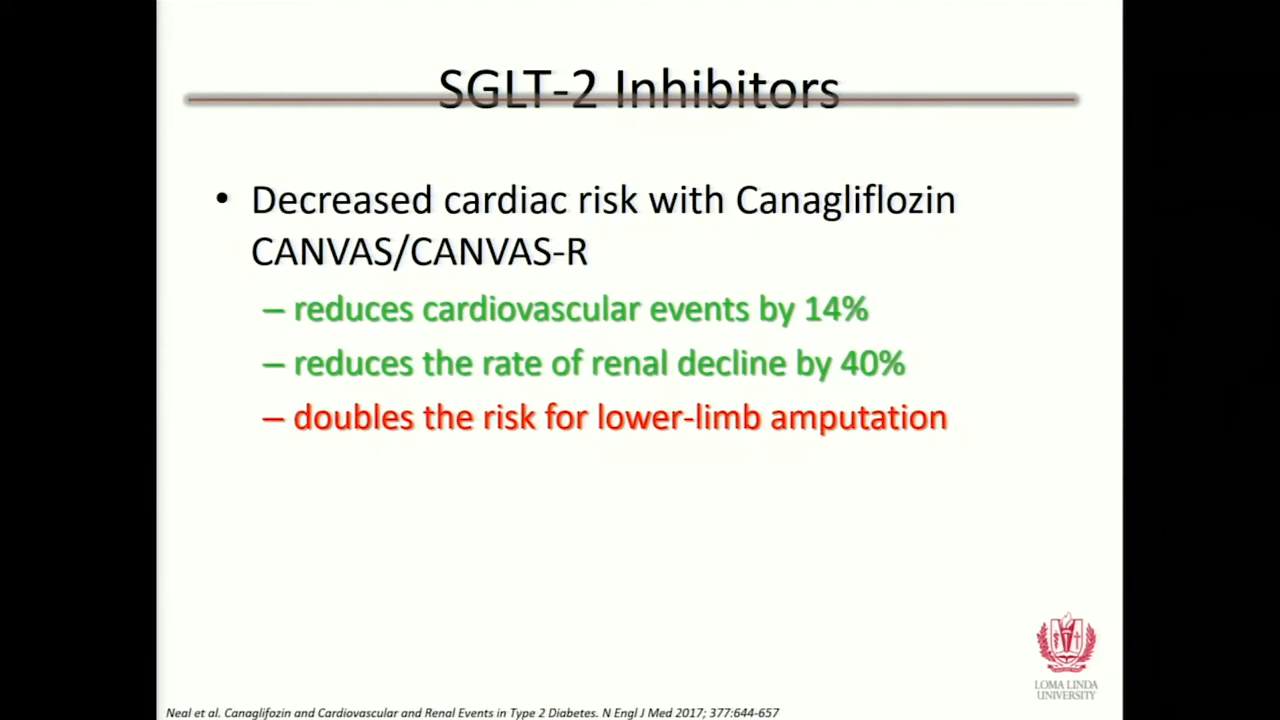 SGLT-2 Inhibitors
• Decreased cardiac risk with Canagliflozin
CANVAS/CANVAS-R
– reduces cardiovascular events by 14%
– reduces the rate of renal decline by 40%
– doubles the risk for lower-limb amputation
LOMA LINDA
UNIVERSITY
Neal et al. Canaglifozin and Cardiovascular and Renal Events in Type 2 Diabetes. N Engl J Med 2017; 377:644-657